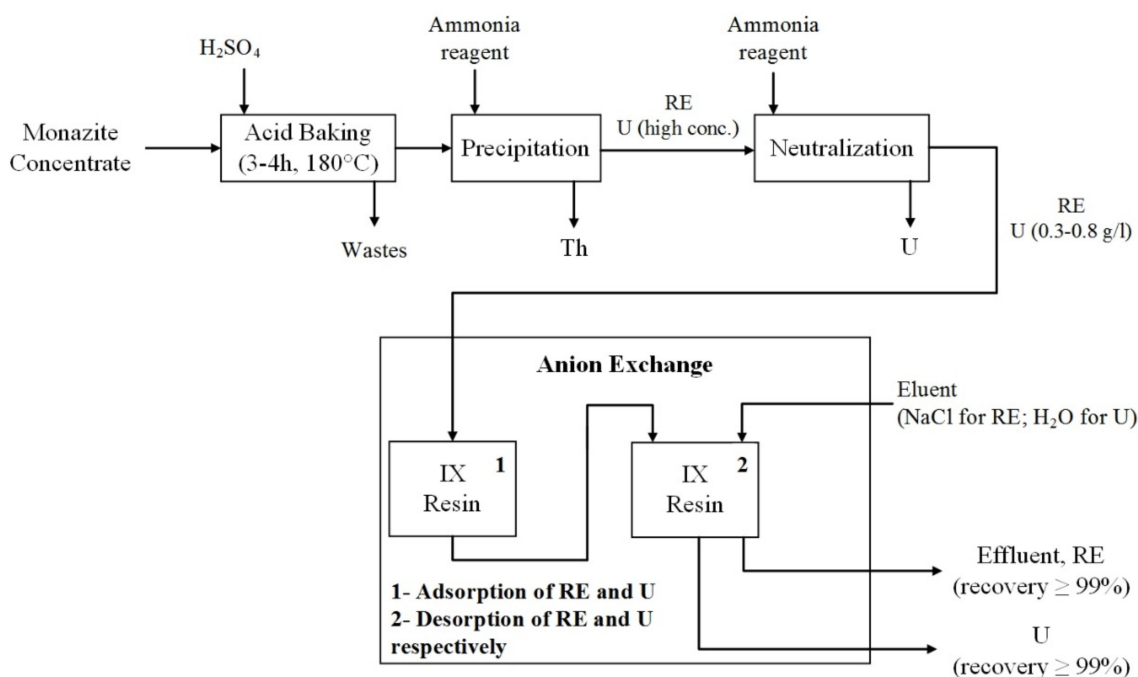 H₂SO₄
Ammonia
reagent
Ammonia
reagent
Monazite
Concentrate
Acid Baking
(3-4h, 180°C)
Precipitation
RE
U (high conc.)
Neutralization
Wastes
Th
U
RE
U (0.3-0.8 g/l)
Anion Exchange
Eluent
(NaCl for RE; H₂O for U)
IX
Resin
1
IX
Resin
2
1- Adsorption of RE and U
2- Desorption of RE and U
respectively
Effluent, RE
(recovery ≥ 99%)
U
(recovery ≥ 99%)